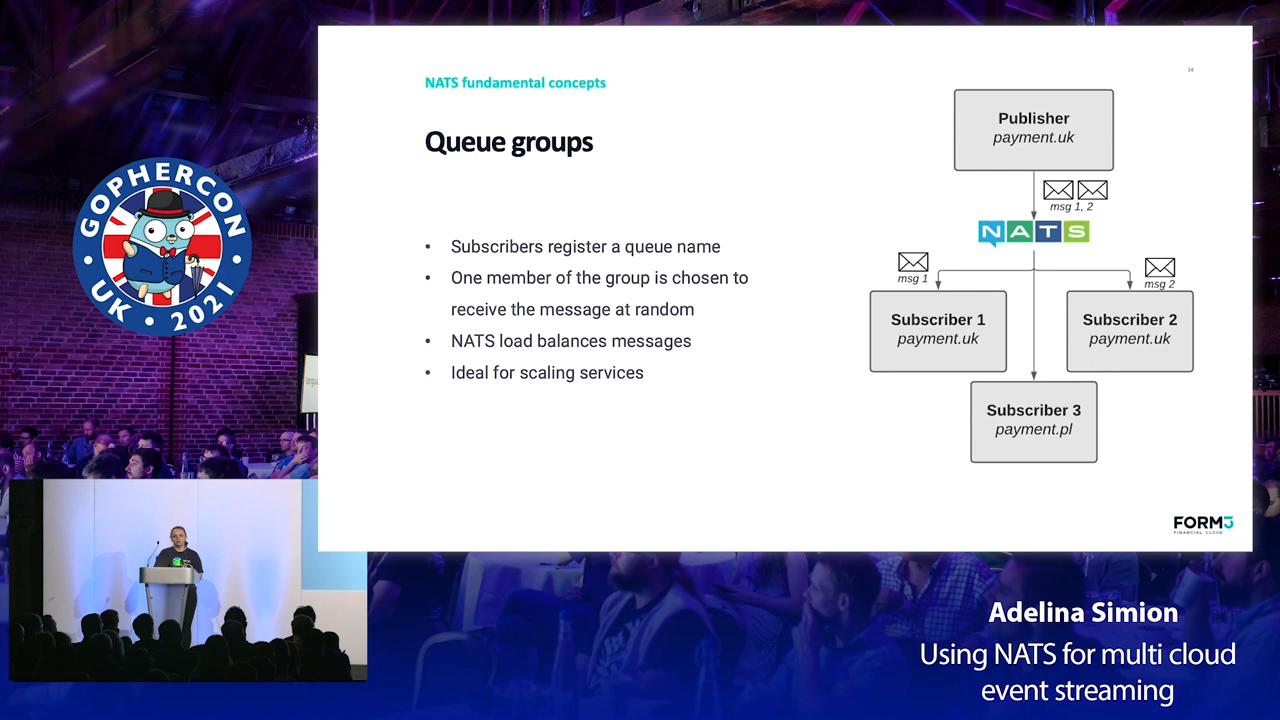 GOPHERCON
UK • 2021
NATS fundamental concepts
14
Queue groups
• Subscribers register a queue name
• One member of the group is chosen to
receive the message at random
• NATS load balances messages
• Ideal for scaling services
Publisher
payment.uk
msg 1, 2
NATS
msg 1
msg 2
Subscriber 1
payment.uk
Subscriber 2
payment.uk
Subscriber 3
payment.pl
FORM3
FINANCIAL CLOUD
Adelina Simion
Using NATS for multi cloud
event streaming